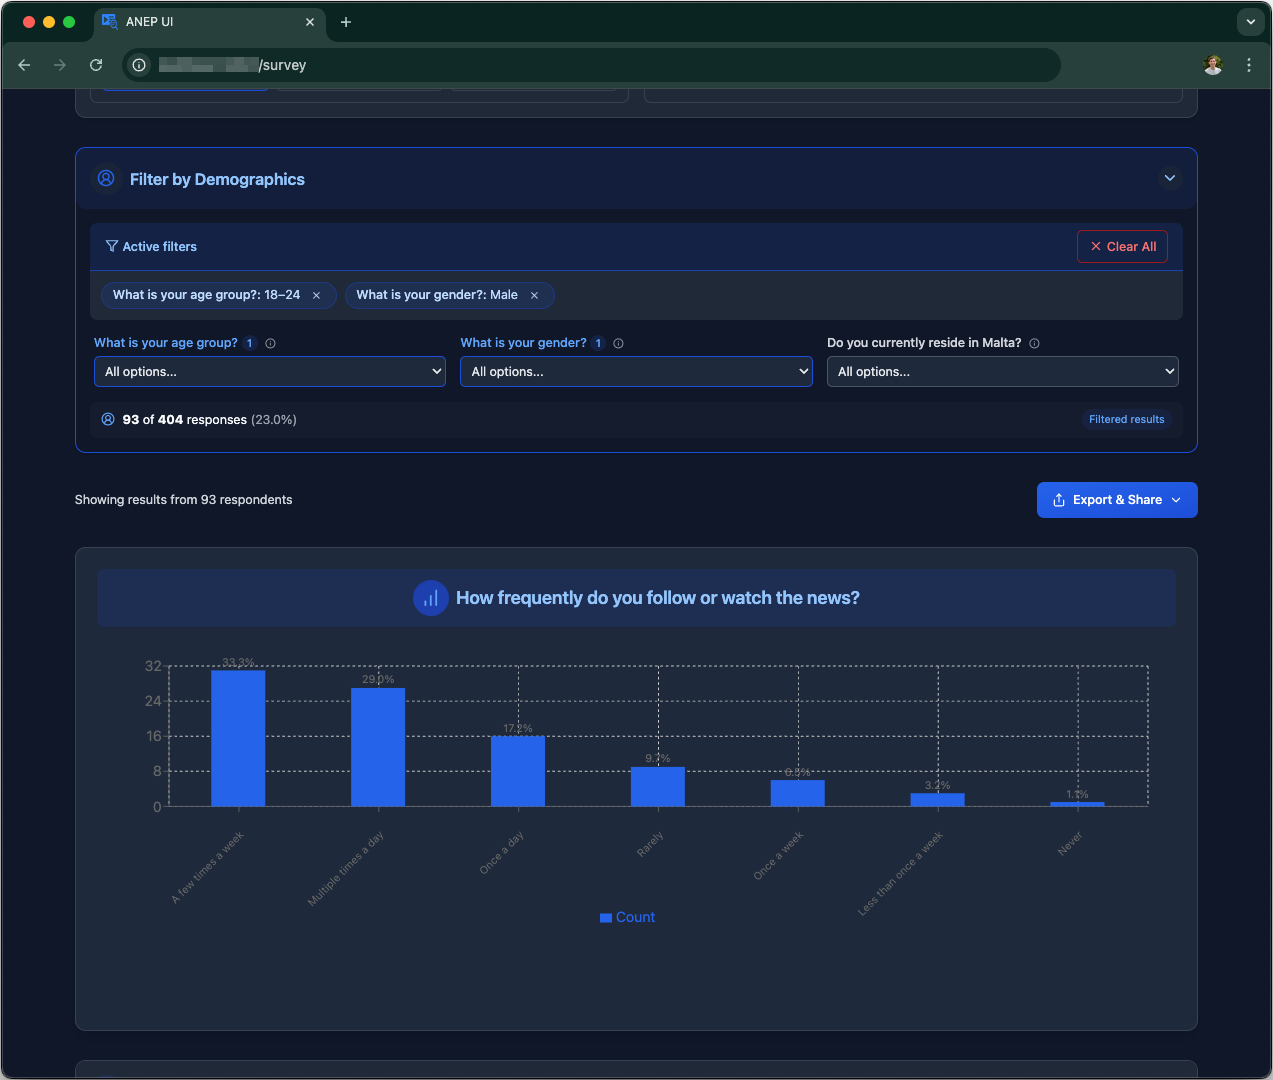 ANEP UI
/survey
Filter by Demographics
Active filters
Clear All
What is your age group?: 18–24
What is your gender?: Male
What is your age group? 1
What is your gender? 1
Do you currently reside in Malta?
All options...
All options...
All options...
93 of 404 responses (23.0%)
Filtered results
Showing results from 93 respondents
Export & Share
How frequently do you follow or watch the news?
32
24
16
8
0
33.3%
29.0%
17.2%
9.7%
6.5%
3.2%
1.1%
A few times a week
Multiple times a day
Once a day
Rarely
Once a week
Less than once a week
Never
Count